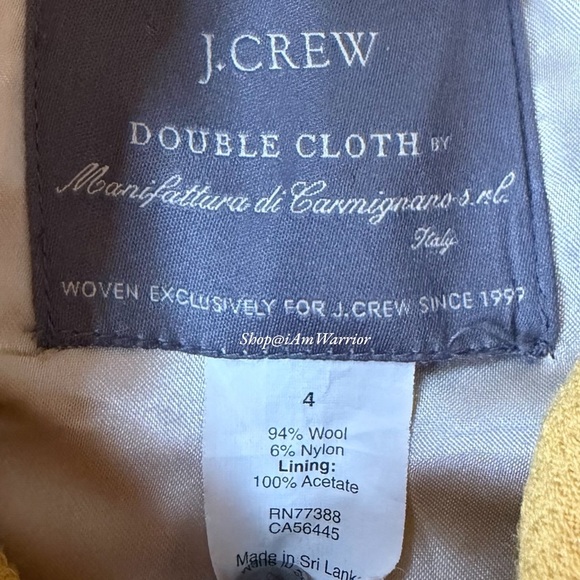 J.CREW
DOUBLE CLOTH BY
Manifattura di Carmignano s.r.l.
Italy
WOVEN EXCLUSIVELY FOR J.CREW SINCE 1997
Shop@iAmWarrior
4
94% Wool
6% Nylon
Lining:
100% Acetate
RN77388
CA56445
Made in Sri Lanka